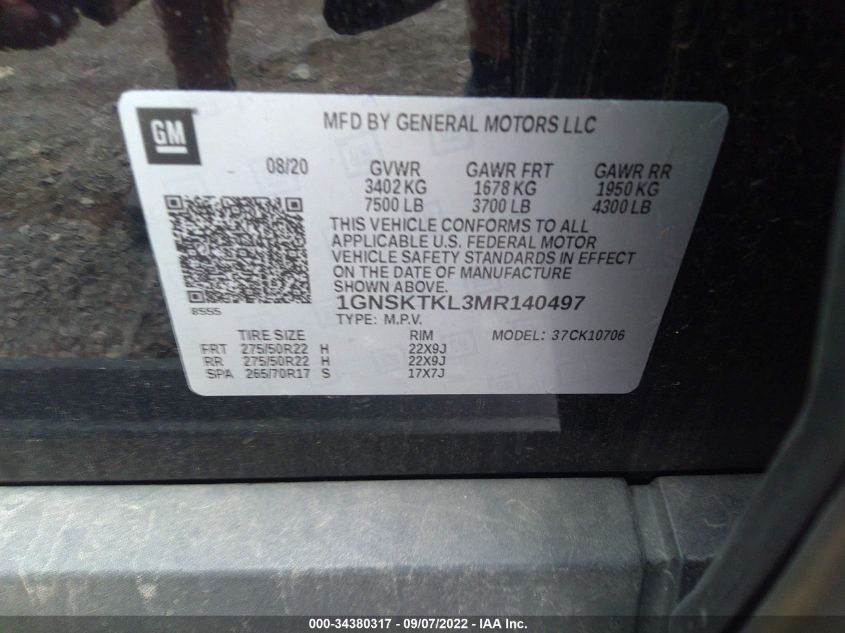 GM
MFD BY GENERAL MOTORS LLC
08/20 GVWR GAWR FRT GAWR RR
3402 KG 1678 KG 1950 KG
7500 LB 3700 LB 4300 LB
THIS VEHICLE CONFORMS TO ALL
APPLICABLE U.S. FEDERAL MOTOR
VEHICLE SAFETY STANDARDS IN EFFECT
ON THE DATE OF MANUFACTURE
SHOWN ABOVE.
8555 1GNSKTKL3MR140497
TYPE: M.P.V.
TIRE SIZE RIM MODEL: 37CK10706
FRT 275/50R22 H 22X9J
RR 275/50R22 H 22X9J
SPA 265/70R17 S 17X7J
000-34380317 - 09/07/2022 - IAA Inc.